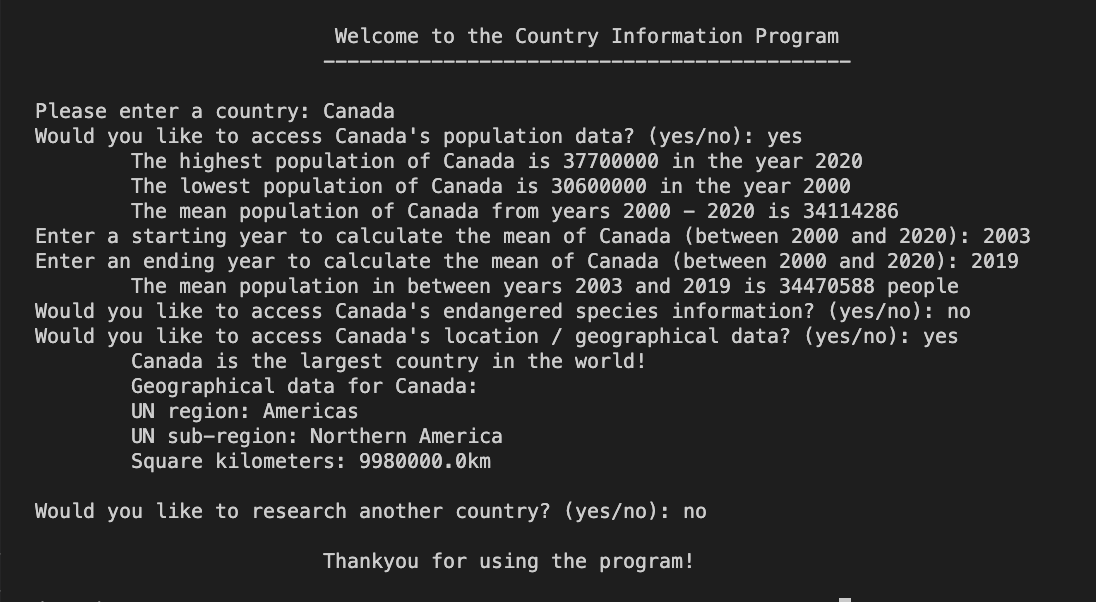 Welcome to the Country Information Program
--------------------------------------------
Please enter a country: Canada
Would you like to access Canada's population data? (yes/no): yes
The highest population of Canada is 37700000 in the year 2020
The lowest population of Canada is 30600000 in the year 2000
The mean population of Canada from years 2000 - 2020 is 34114286
Enter a starting year to calculate the mean of Canada (between 2000 and 2020): 2003
Enter an ending year to calculate the mean of Canada (between 2000 and 2020): 2019
The mean population in between years 2003 and 2019 is 34470588 people
Would you like to access Canada's endangered species information? (yes/no): no
Would you like to access Canada's location / geographical data? (yes/no): yes
Canada is the largest country in the world!
Geographical data for Canada:
UN region: Americas
UN sub-region: Northern America
Square kilometers: 9980000.0km
Would you like to research another country? (yes/no): no
Thankyou for using the program!